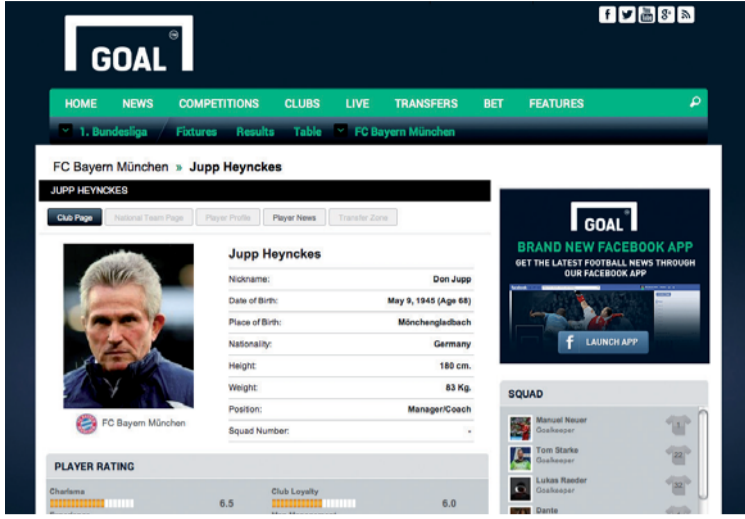 GOAL
HOME NEWS COMPETITIONS CLUBS LIVE TRANSFERS BET FEATURES
1. Bundesliga Fixtures Results Table FC Bayern München
FC Bayern München » Jupp Heynckes
JUPP HEYNCKES
Club Page National Team Page Player Profile Player News Transfer Zone
Jupp Heynckes
Nickname: Don Jupp
Date of Birth: May 9, 1945 (Age 68)
Place of Birth: Mönchengladbach
Nationality: Germany
Height: 180 cm.
Weight: 83 Kg.
Position: Manager/Coach
Squad Number: -
FC Bayern München
PLAYER RATING
Charisma 6.5 Club Loyalty 6.0
GOAL
BRAND NEW FACEBOOK APP
GET THE LATEST FOOTBALL NEWS THROUGH
OUR FACEBOOK APP
facebook
f LAUNCH APP
SQUAD
Manuel Neuer 1
Goalkeeper
Tom Starke 22
Goalkeeper
Lukas Raeder 32
Goalkeeper
Dante